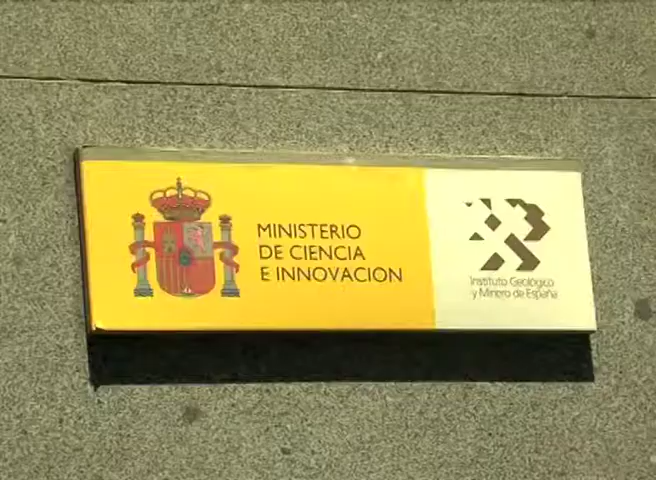 MINISTERIO
DE CIENCIA
E INNOVACION
Instituto Geológico
y Minero de España